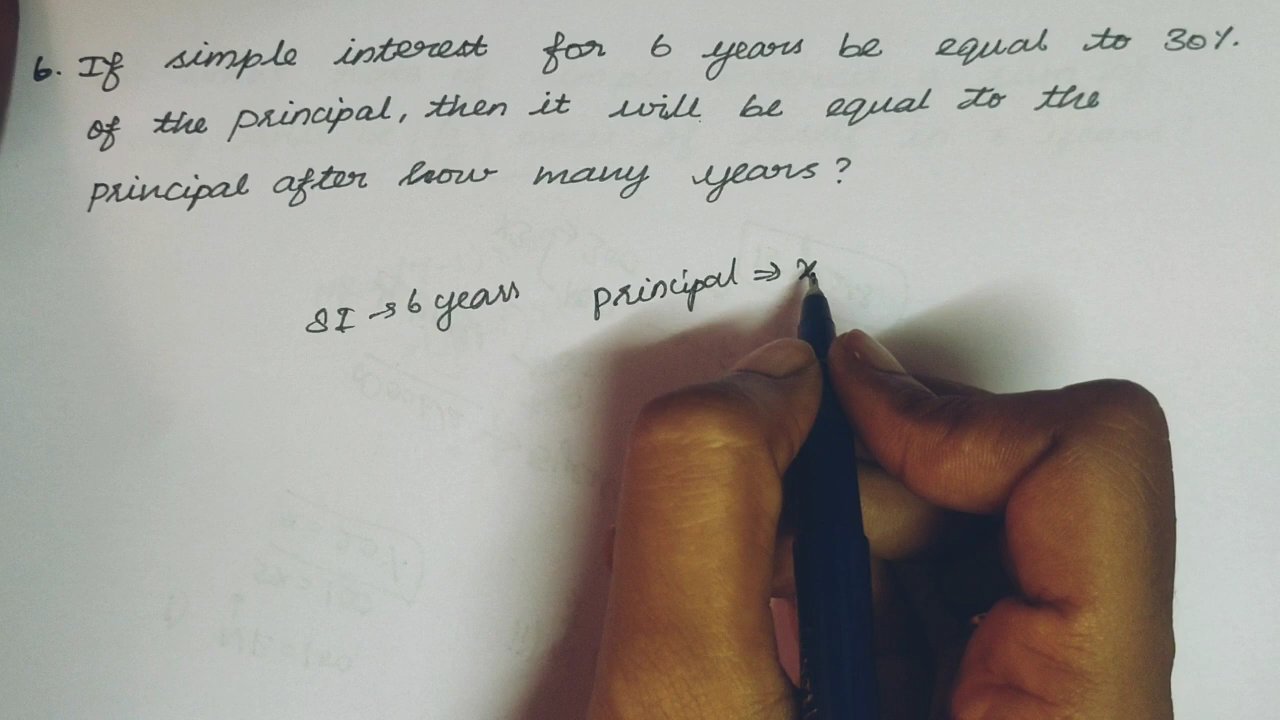 6. If simple interest for 6 years be equal to 30%.
of the principal, then it will be equal to the
principal after how many years?
SI → 6 years principal ⇒ x